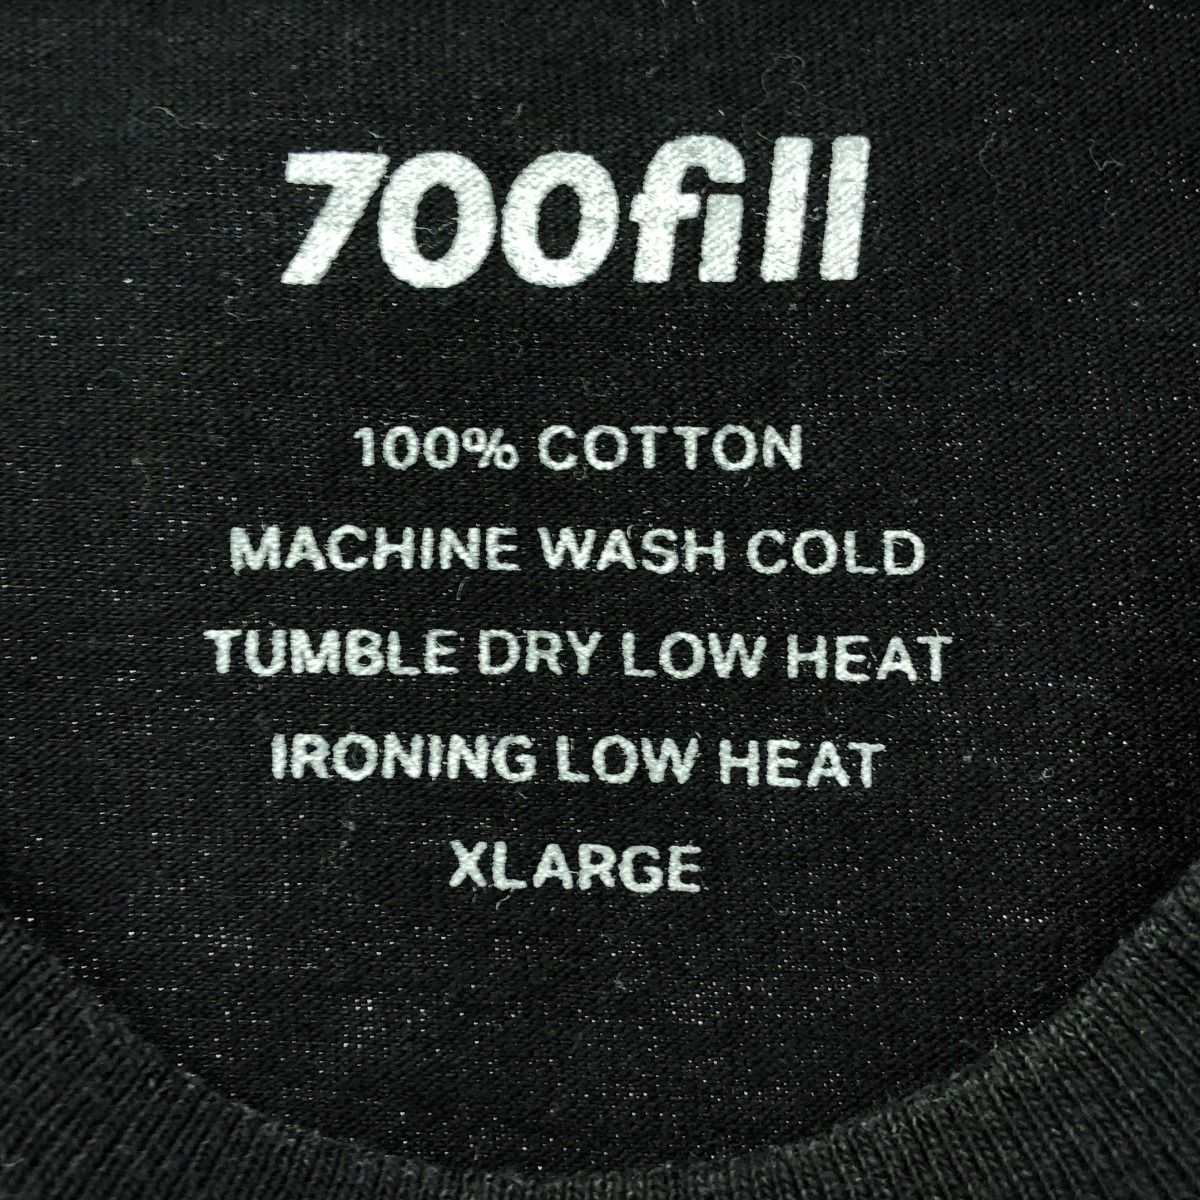 700fill
100% COTTON
MACHINE WASH COLD
TUMBLE DRY LOW HEAT
IRONING LOW HEAT
XLARGE